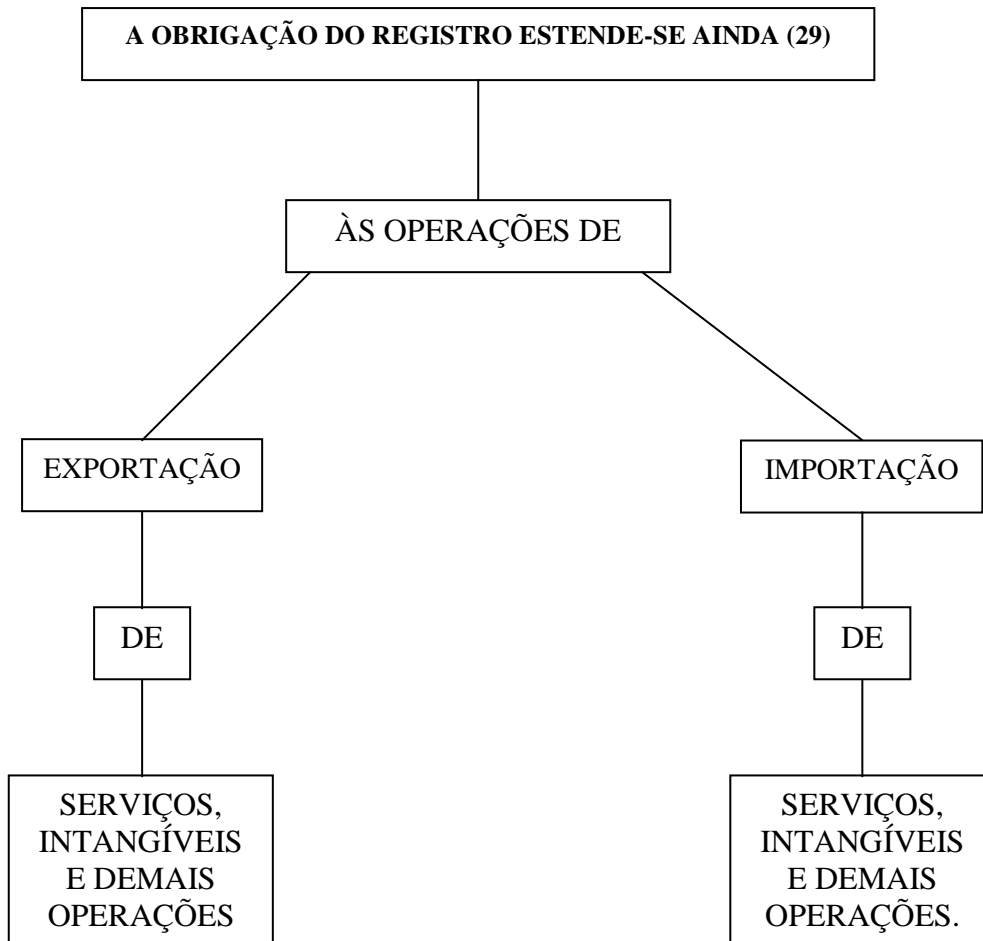 A OBRIGAÇÃO DO REGISTRO ESTENDE-SE AINDA (29)
ÀS OPERAÇÕES DE
EXPORTAÇÃO
IMPORTAÇÃO
DE
DE
SERVIÇOS,
INTANGÍVEIS
E DEMAIS
OPERAÇÕES
SERVIÇOS,
INTANGÍVEIS
E DEMAIS
OPERAÇÕES.